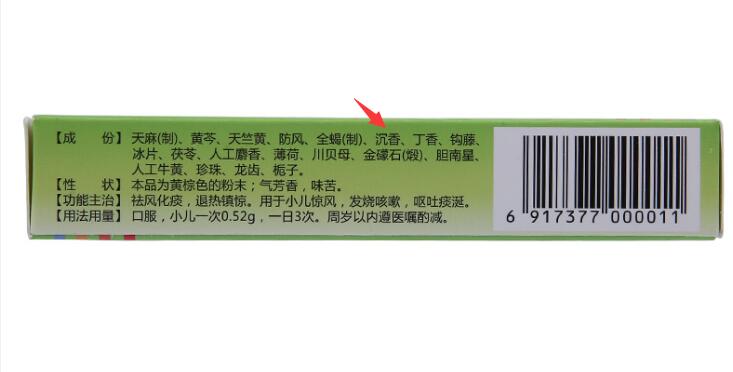 【成　　份】天麻(制)、黄芩、天竺黄、防风、全蝎(制)、沉香、丁香、钩藤、
冰片、茯苓、人工麝香、薄荷、川贝母、金礞石(煅)、胆南星、
人工牛黄、珍珠、龙齿、栀子。
【性　　状】本品为黄棕色的粉末；气芳香，味苦。
【功能主治】祛风化痰，退热镇惊。用于小儿惊风，发烧咳嗽，呕吐痰涎。
【用法用量】口服，小儿一次0.52g，一日3次。周岁以内遵医嘱酌减。
6 917377 000011